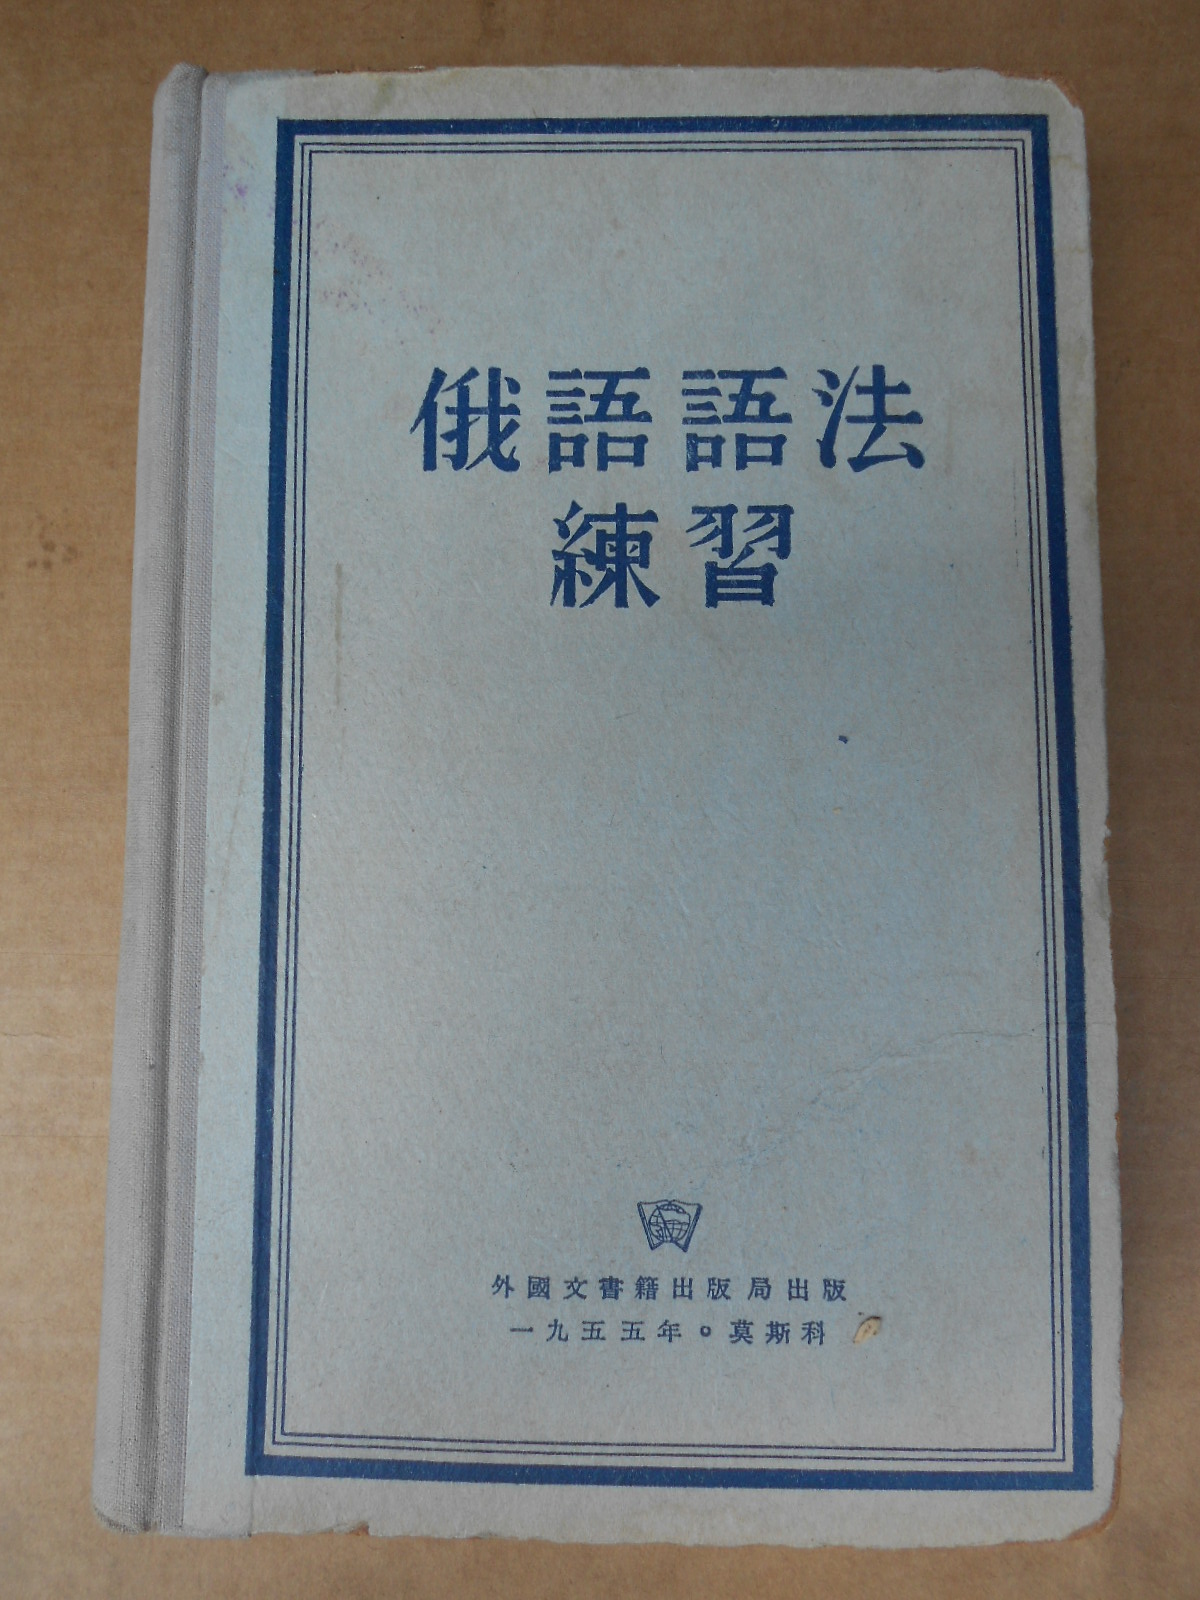 俄語語法
練習
外國文書籍出版局出版
一九五五年。莫斯科